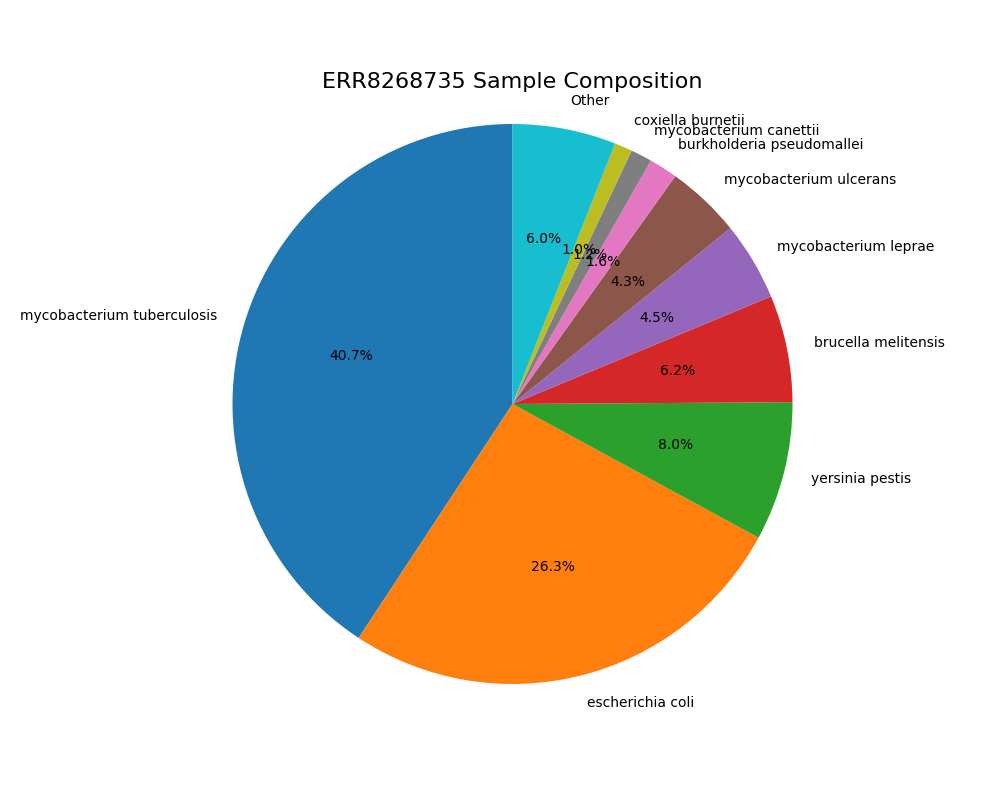 ERR8268735 Sample Composition
Other
coxiella burnetii
mycobacterium canettii
burkholderia pseudomallei
mycobacterium ulcerans
mycobacterium leprae
brucella melitensis
yersinia pestis
escherichia coli
mycobacterium tuberculosis
6.0%
1.0%
1.2%
1.6%
4.3%
4.5%
6.2%
8.0%
26.3%
40.7%